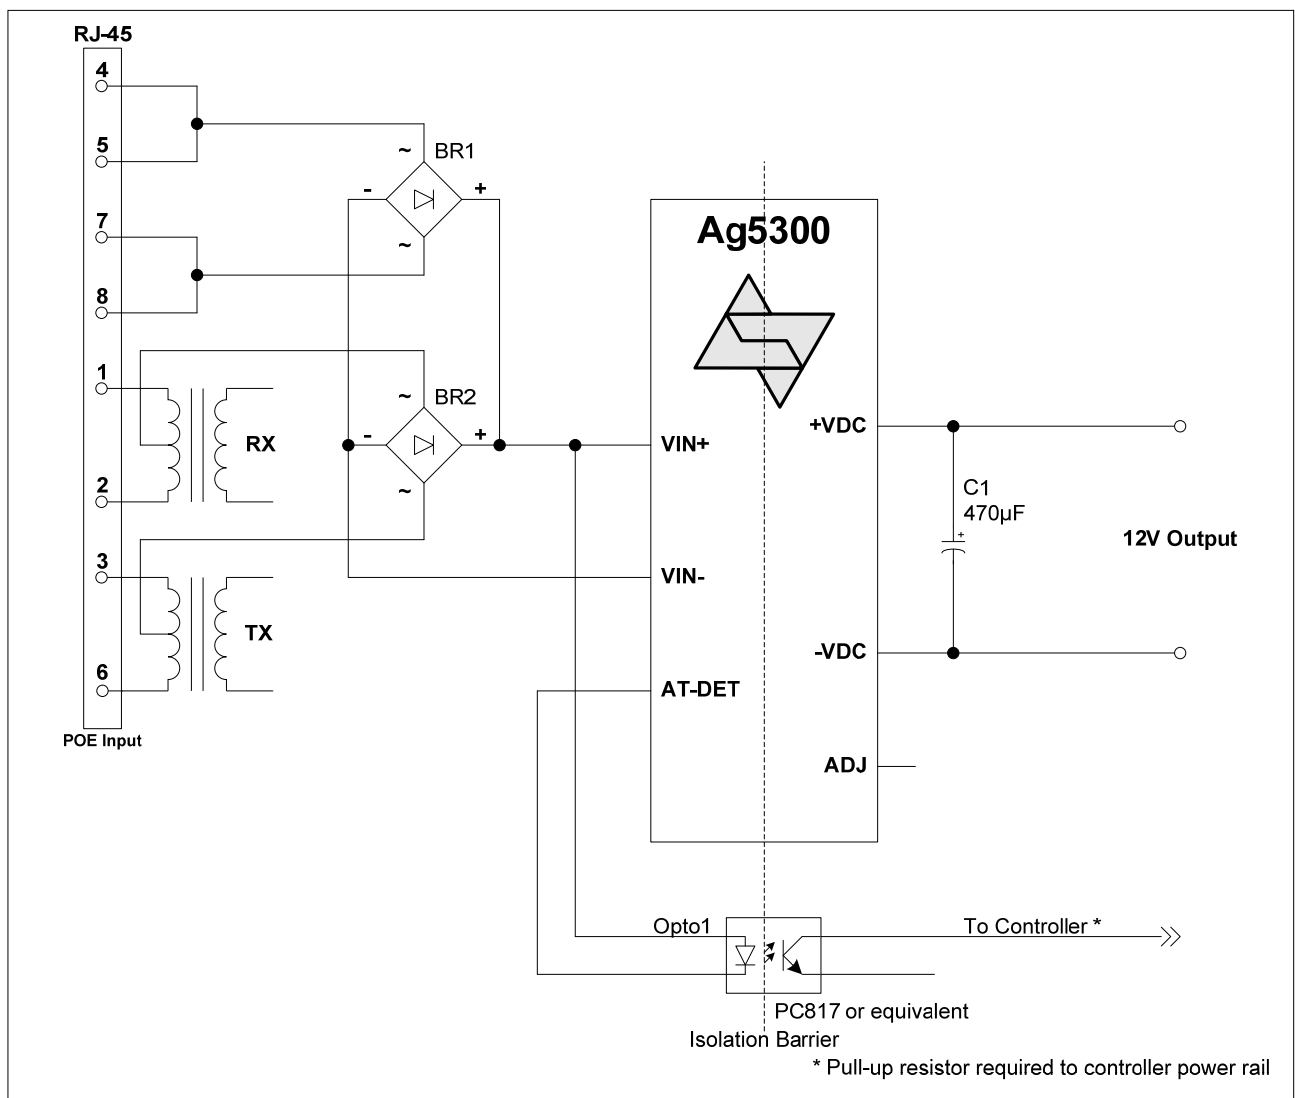 RJ-45
4
5
7
8
1
2
3
6
POE Input
~
BR1
-
+
~
~
BR2
-
+
~
RX
TX
Ag5300
VIN+
VIN-
AT-DET
+VDC
-VDC
ADJ
C1
470µF
+
12V Output
Opto1
To Controller *
PC817 or equivalent
Isolation Barrier
* Pull-up resistor required to controller power rail